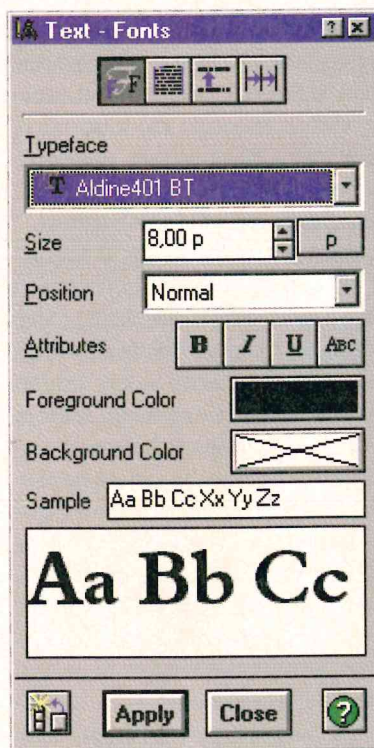 Text - Fonts
Typeface
Aldine401 BT
Size 8,00 p p
Position Normal
Attributes B I U ABC
Foreground Color
Background Color
Sample Aa Bb Cc Xx Yy Zz
Aa Bb Cc
Apply Close ?